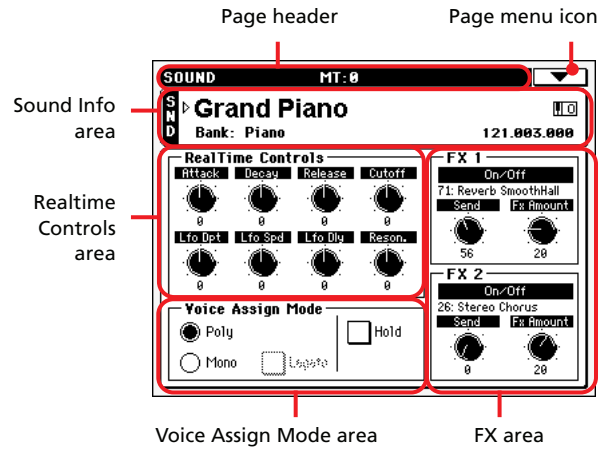 Page header
Page menu icon
SOUND MT:0
Sound Info area
SND
Grand Piano
Bank: Piano 121.003.000
Realtime Controls area
RealTime Controls
Attack Decay Release Cutoff
0 0 0 0
Lfo Dpt Lfo Spd Lfo Dly Reson.
0 0 0 0
FX 1
On/Off
71: Reverb SmoothHall
Send Fx Amount
56 20
FX 2
On/Off
26: Stereo Chorus
Send Fx Amount
0 20
Voice Assign Mode
Poly
Hold
Mono
Legato
Voice Assign Mode area
FX area